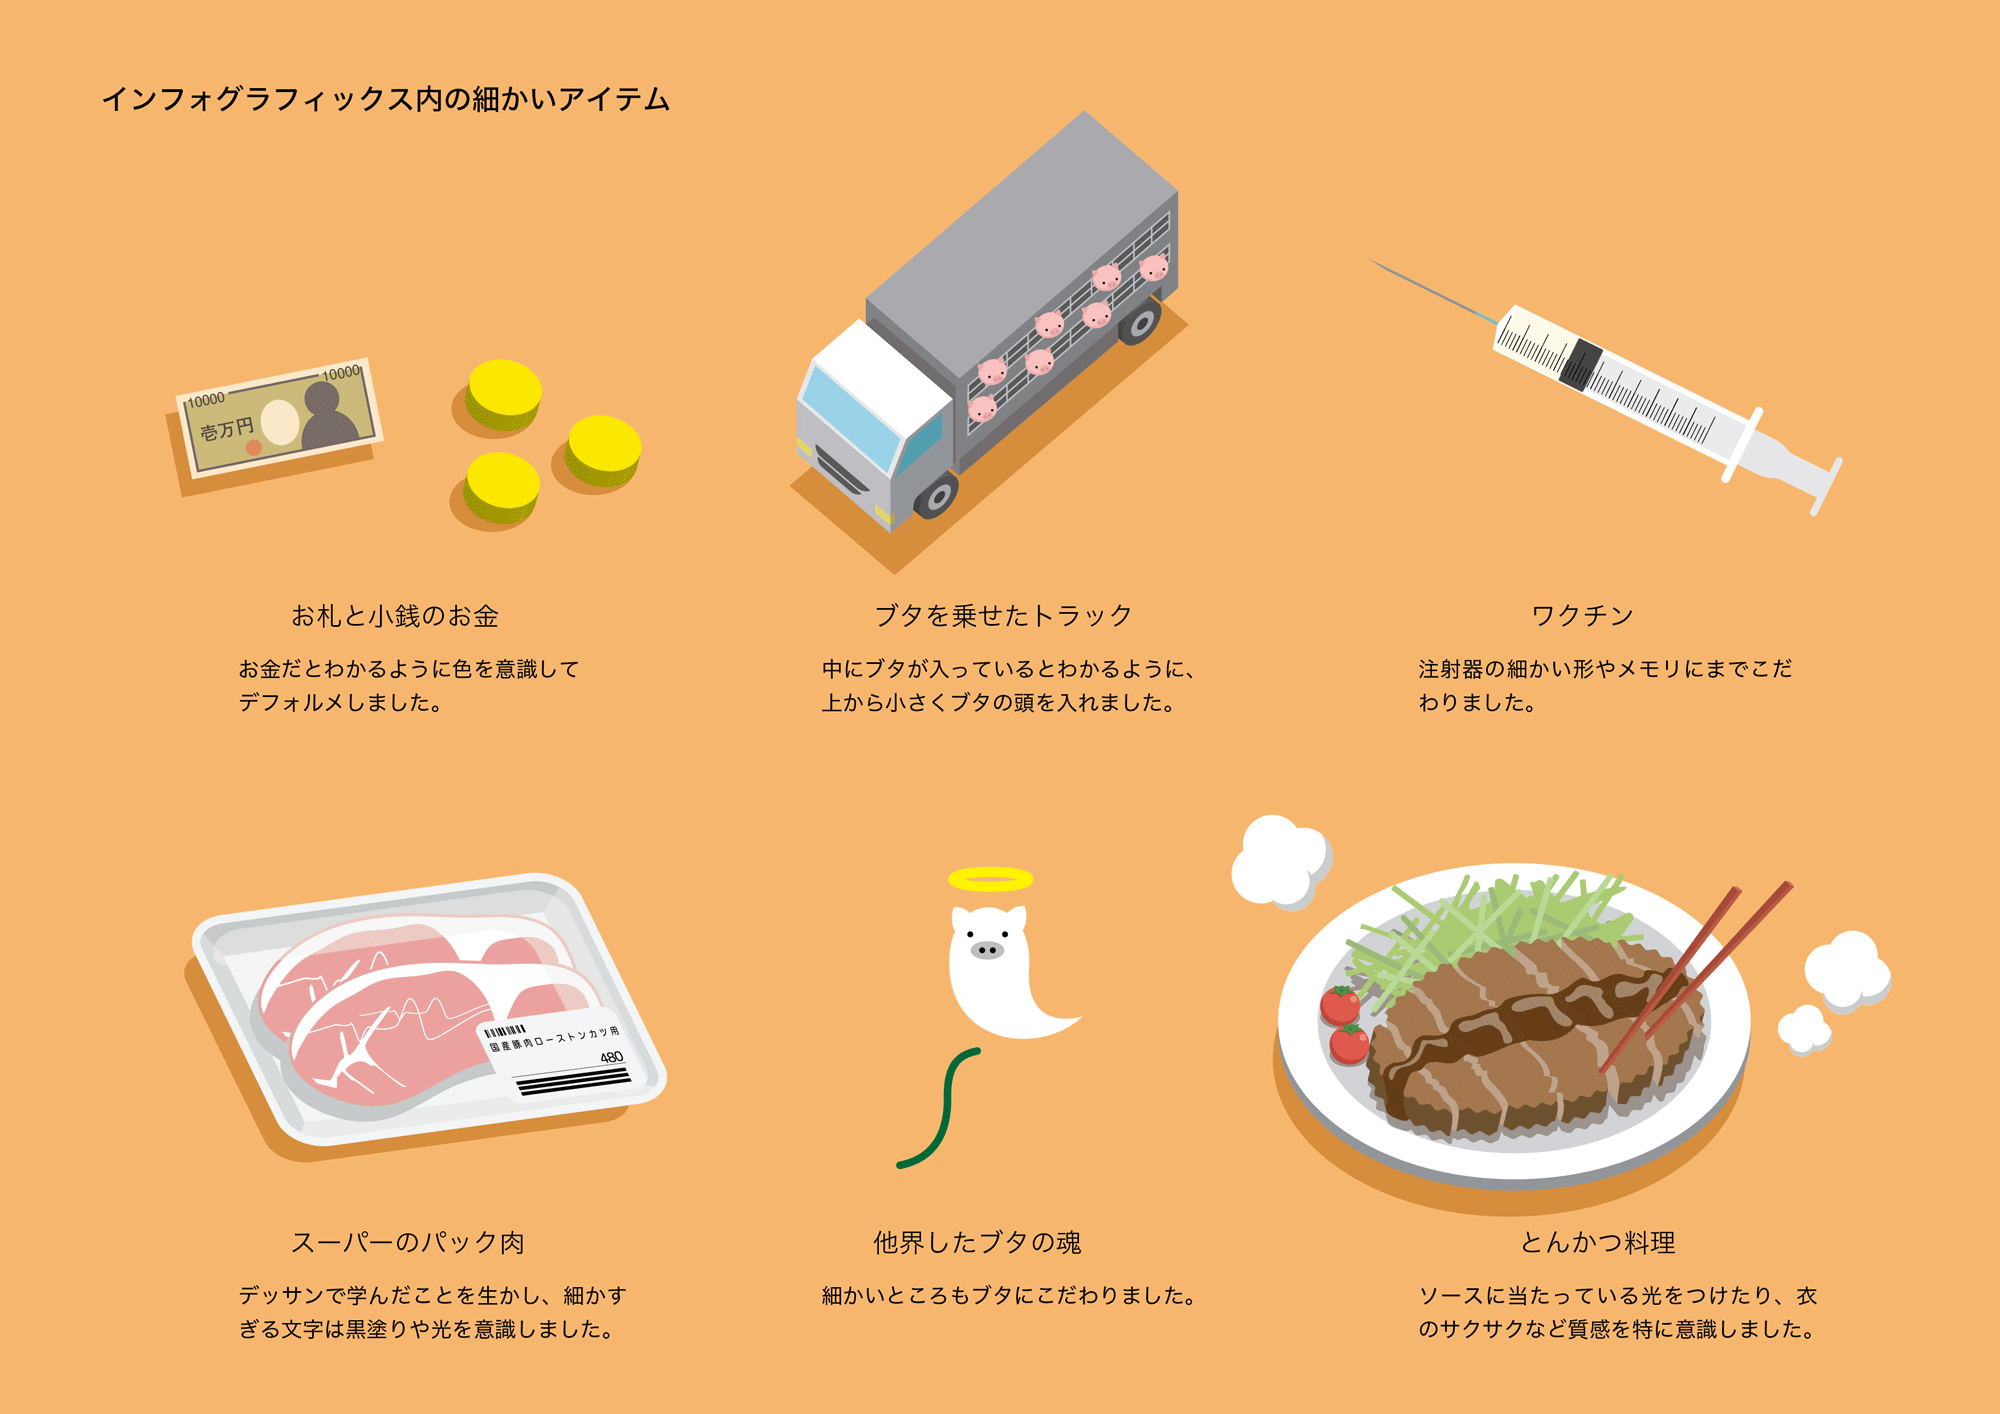 インフォグラフィックス内の細かいアイテム
10000
10000
壱万円
お札と小銭のお金
お金だとわかるように色を意識して
デフォルメしました。
ブタを乗せたトラック
中にブタが入っているとわかるように、
上から小さくブタの頭を入れました。
ワクチン
注射器の細かい形やメモリにまでこだ
わりました。
国産豚肉ローストンカツ用
480
スーパーのパック肉
デッサンで学んだことを生かし、細かす
ぎる文字は黒塗りや光を意識しました。
他界したブタの魂
細かいところもブタにこだわりました。
とんかつ料理
ソースに当たっている光をつけたり、衣
のサクサクなど質感を特に意識しました。